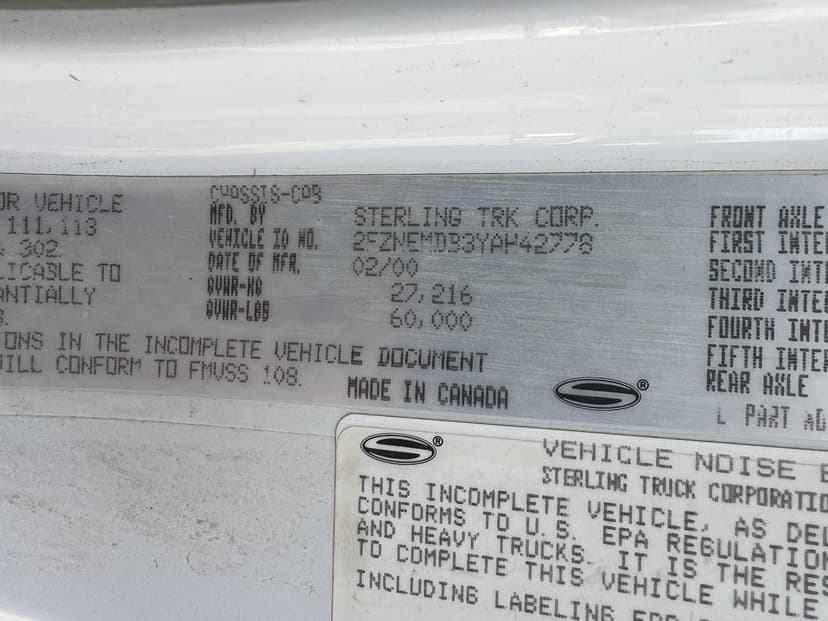 OR VEHICLE
111, 113
302.
LICABLE TO
ANTIALLY
CHASSIS-CAB
MFD. BY STERLING TRK CORP.
VEHICLE ID NO. 2FZNEMDB3YAH42778
DATE OF MFR. 02/00
GVWR-KG 27,216
GVWR-LBS 60,000
IONS IN THE INCOMPLETE VEHICLE DOCUMENT
WILL CONFORM TO FMVSS 108.
MADE IN CANADA
S®
FRONT AXLE
FIRST INTE
SECOND INT
THIRD INTE
FOURTH INT
FIFTH INTER
REAR AXLE
PART
S®
VEHICLE NOISE E
STERLING TRUCK CORPORATIO
THIS INCOMPLETE VEHICLE, AS DEL
CONFORMS TO U.S. EPA REGULATION
AND HEAVY TRUCKS. IT IS THE RES
TO COMPLETE THIS VEHICLE WHILE
INCLUDING LABELING